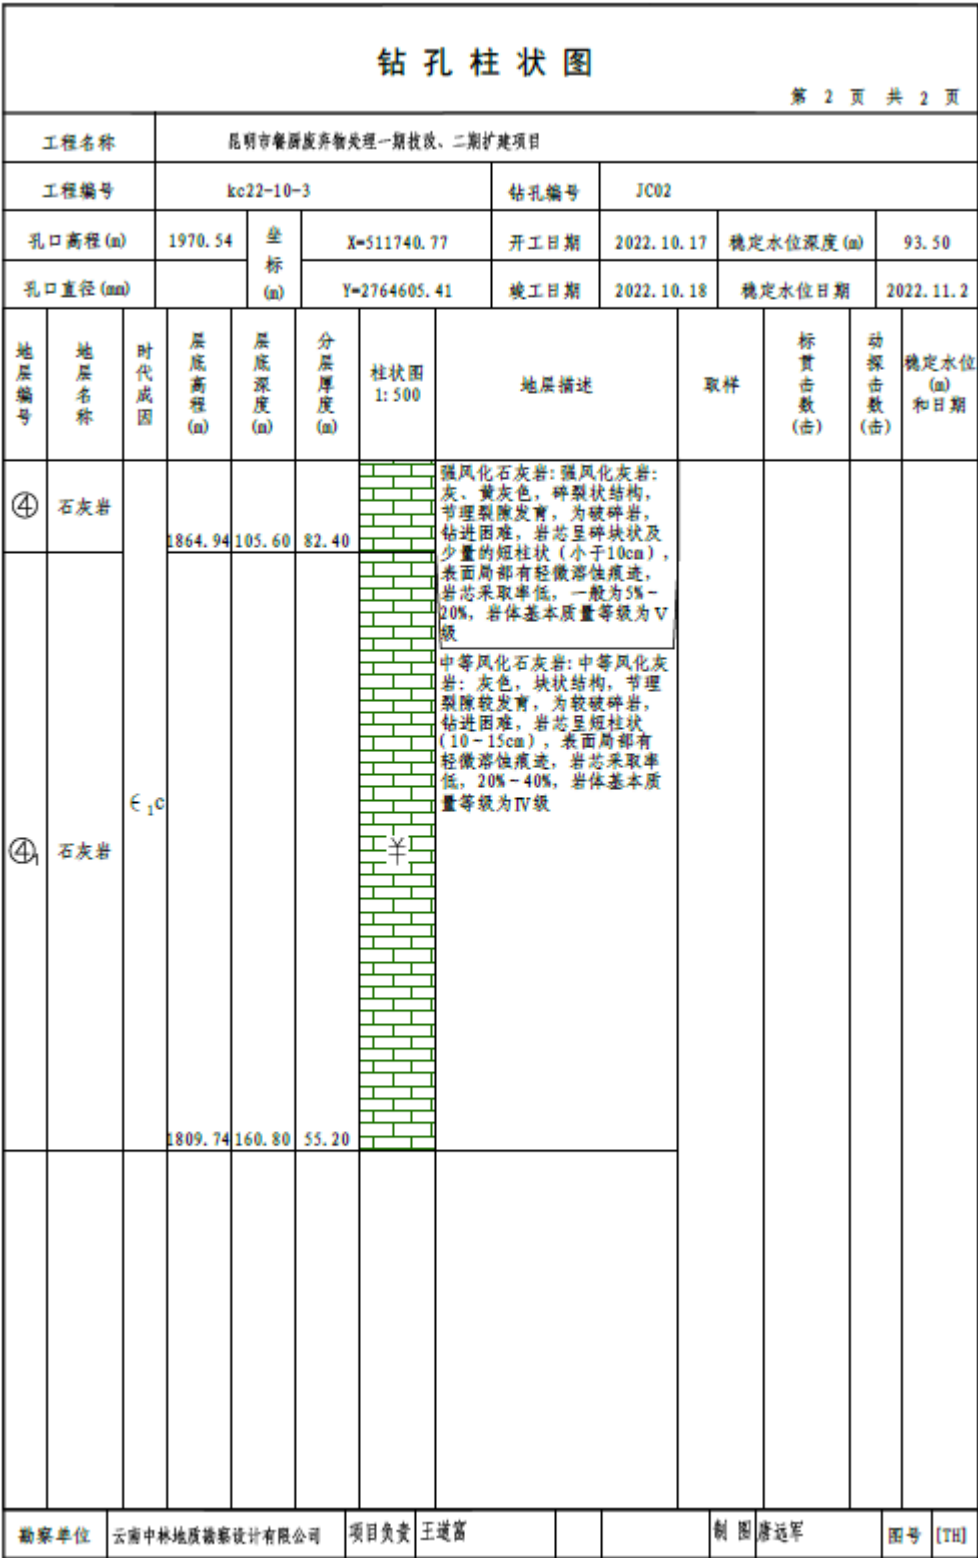 钻孔柱状图
第 2 页 共 2 页
工程名称 昆明市餐厨废弃物处理一期技改、二期扩建项目
工程编号 kc22-10-3 钻孔编号 JC02
孔口高程(m) 1970.54 坐标(m) X=511740.77 开工日期 2022.10.17 稳定水位深度(m) 93.50
孔口直径(mm) Y=2764605.41 竣工日期 2022.10.18 稳定水位日期 2022.11.2
地层编号 地层名称 时代成因 层底高程(m) 层底深度(m) 分层厚度(m) 柱状图 1:500 地层描述 取样 标贯击数(击) 动探击数(击) 稳定水位(m)和日期
④ 石灰岩 1864.94 105.60 82.40
强风化石灰岩:强风化灰岩:
灰、黄灰色，碎裂状结构，
节理裂隙发育，为破碎岩，
钻进困难，岩芯呈碎块状及
少量的短柱状（小于10cm），
表面局部有轻微溶蚀痕迹，
岩芯采取率低，一般为5%-
20%，岩体基本质量等级为Ⅴ
级
中等风化石灰岩:中等风化灰
岩: 灰色，块状结构，节理
裂隙较发育，为较破碎岩，
钻进困难，岩芯呈短柱状
（10-15cm），表面局部有
轻微溶蚀痕迹，岩芯采取率
低，20%-40%，岩体基本质
量等级为Ⅳ级
∈₁c
④₁ 石灰岩 1809.74 160.80 55.20
勘察单位 云南中林地质勘察设计有限公司 项目负责 王道富 制图 唐远军 图号 [TH]